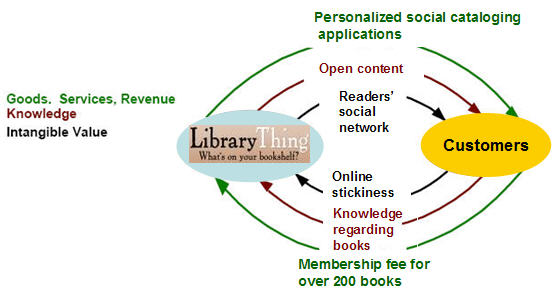 Personalized social cataloging
applications
Open content
Goods. Services, Revenue
Knowledge
Intangible Value
Readers'
social
network
LibraryThing
What's on your bookshelf?
Customers
Online
stickiness
Knowledge
regarding
books
Membership fee for
over 200 books